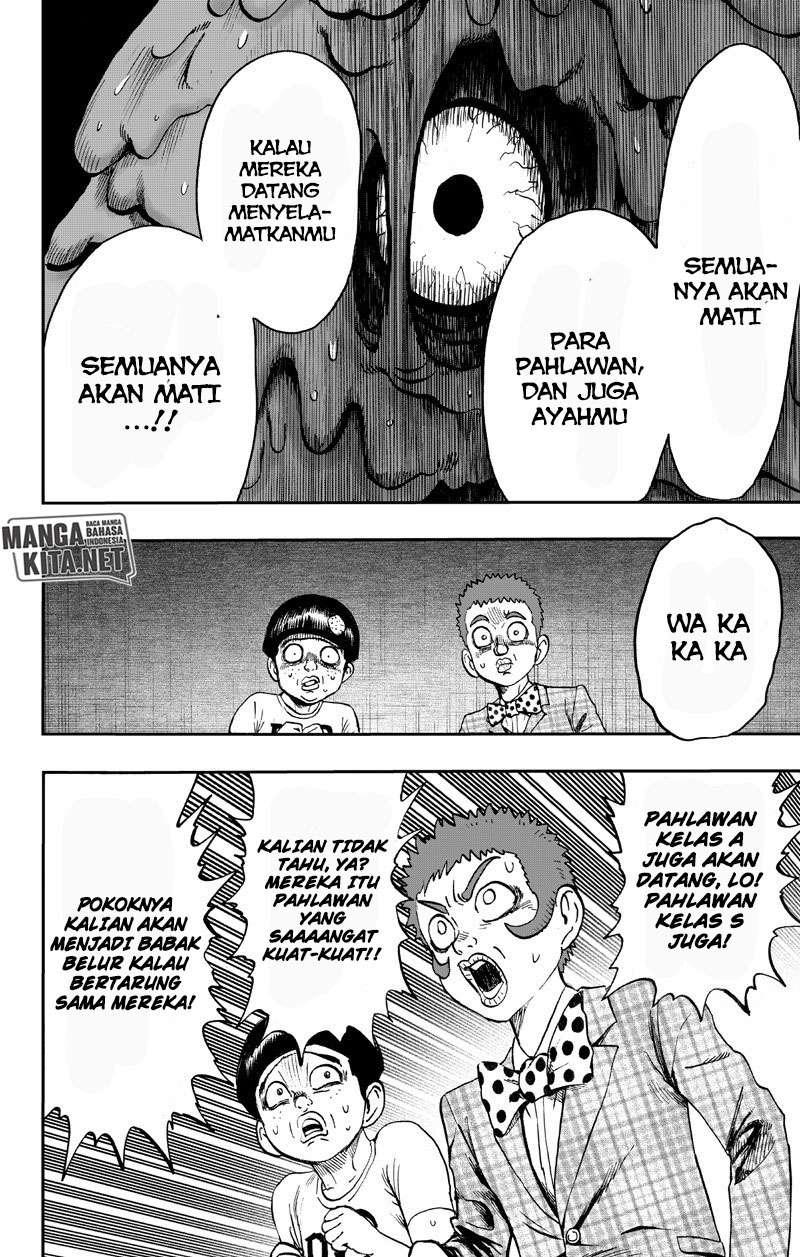 SEMUA-
NYA AKAN
MATI
PARA
PAHLAWAN,
DAN JUGA
AYAHMU
KALAU
MEREKA
DATANG
MENYELA-
MATKANMU
SEMUANYA
AKAN MATI
...!!
MANGA
KITA.NET
BACA MANGA
BAHASA
INDONESIA
WA KA
KA KA
PAHLAWAN
KELAS A
JUGA AKAN
DATANG, LO!
PAHLAWAN
KELAS S
JUGA!
KALIAN TIDAK
TAHU, YA?
MEREKA ITU
PAHLAWAN
YANG
SAAAANGAT
KUAT-KUAT!!
POKOKNYA
KALIAN AKAN
MENJADI BABAK
BELUR KALAU
BERTARUNG
SAMA MEREKA!